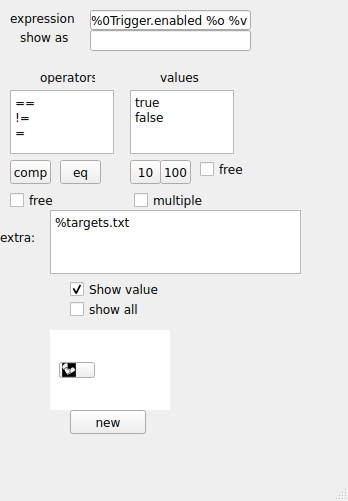 expression %0Trigger.enabled %o %v
show as
operators values
== true
!= false
=
comp eq 10 100 free
free multiple
extra: %targets.txt
Show value
show all
new